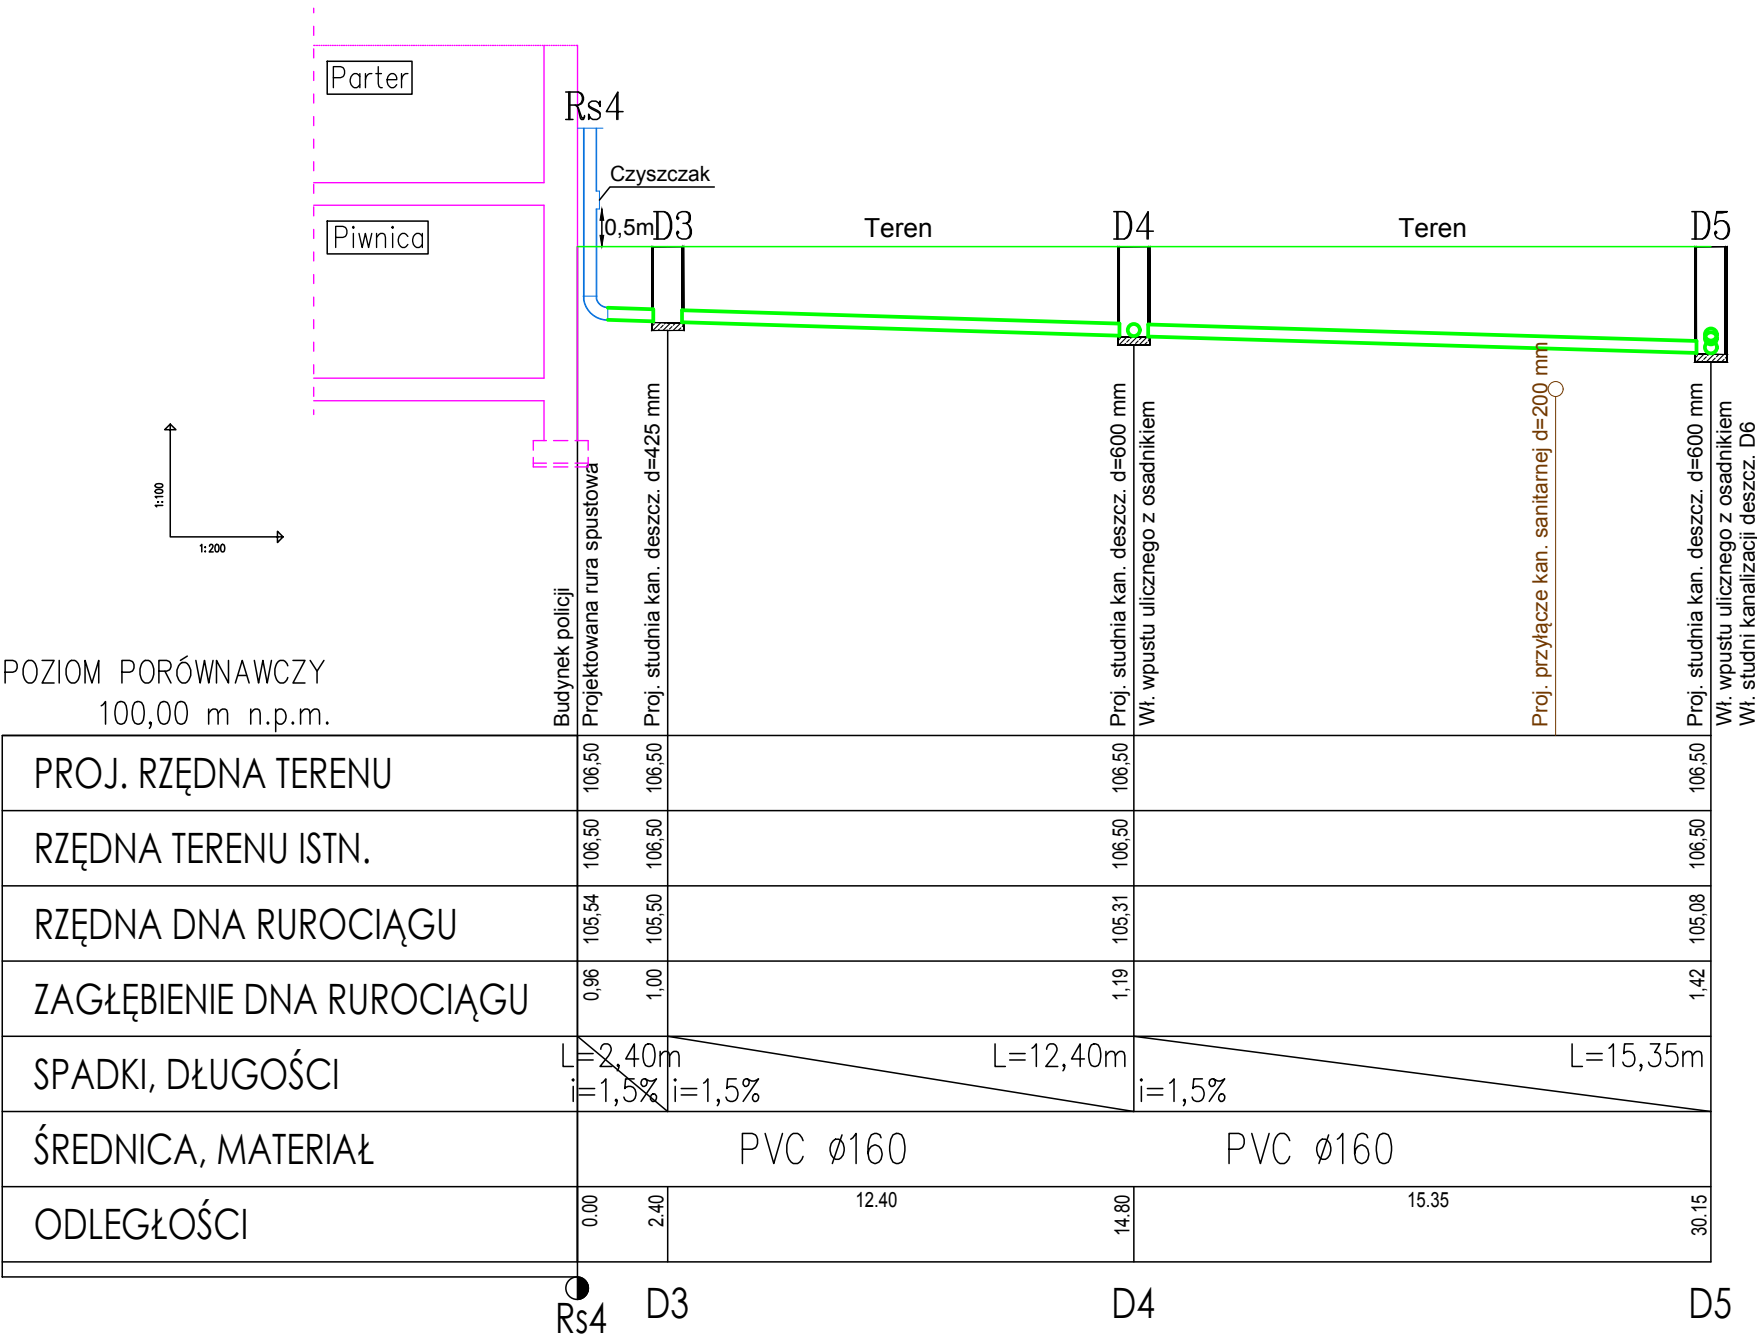 Parter
Rs4
Czyszczak
Piwnica
0,5m
D3
Teren
D4
Teren
D5
1:100
1:200
Budynek policji
Projektowana rura spustowa
Proj. studnia kan. deszcz. d=425 mm
Proj. studnia kan. deszcz. d=600 mm
Wł. wpustu ulicznego z osadnikiem
Proj. przyłącze kan. sanitarnej d=200 mm
Proj. studnia kan. deszcz. d=600 mm
Wł. wpustu ulicznego z osadnikiem
Wł. studni kanalizacji deszcz. D6
POZIOM PORÓWNAWCZY
100,00 m n.p.m.
PROJ. RZĘDNA TERENU
106,50
106,50
106,50
106,50
RZĘDNA TERENU ISTN.
106,50
106,50
106,50
106,50
RZĘDNA DNA RUROCIĄGU
105,54
105,50
105,31
105,08
ZAGŁĘBIENIE DNA RUROCIĄGU
0,96
1,00
1,19
1,42
SPADKI, DŁUGOŚCI
L=2,40m
i=1,5%
L=12,40m
i=1,5%
L=15,35m
i=1,5%
ŚREDNICA, MATERIAŁ
PVC ø160
PVC ø160
ODLEGŁOŚCI
0.00
2.40
12.40
14.80
15.35
30.15
Rs4
D3
D4
D5